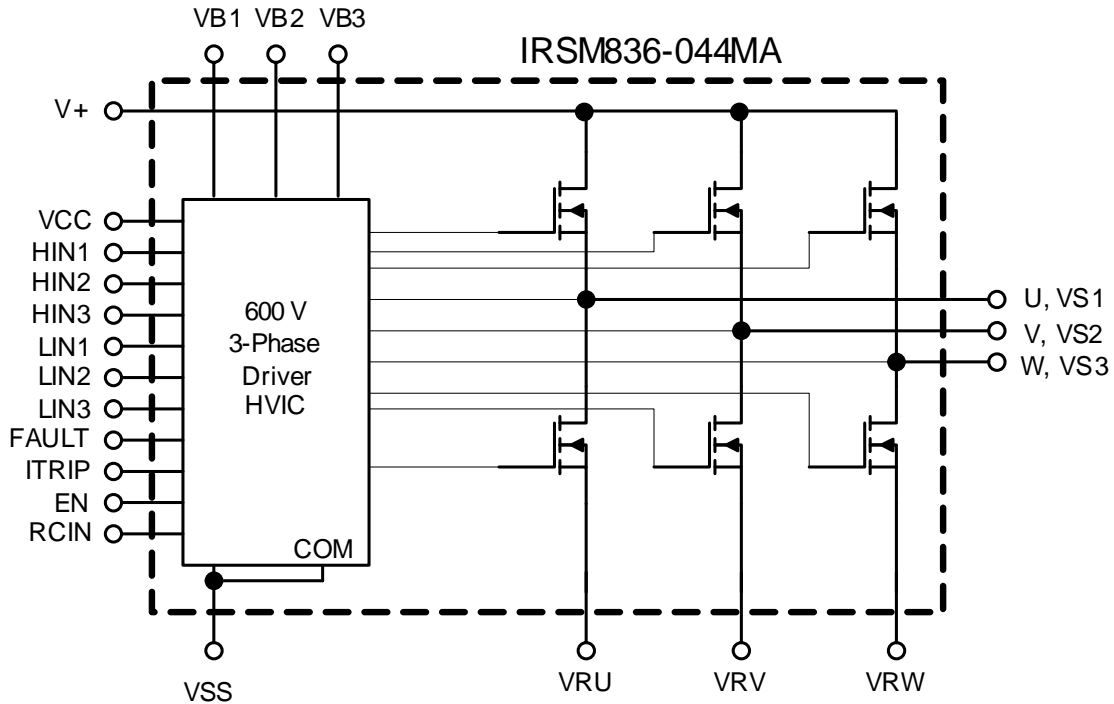 VB1 VB2 VB3
IRSM836-044MA
V+
VCC
HIN1
HIN2
HIN3
LIN1
LIN2
LIN3
FAULT
ITRIP
EN
RCIN
600 V
3-Phase
Driver
HVIC
COM
U, VS1
V, VS2
W, VS3
VSS
VRU
VRV
VRW